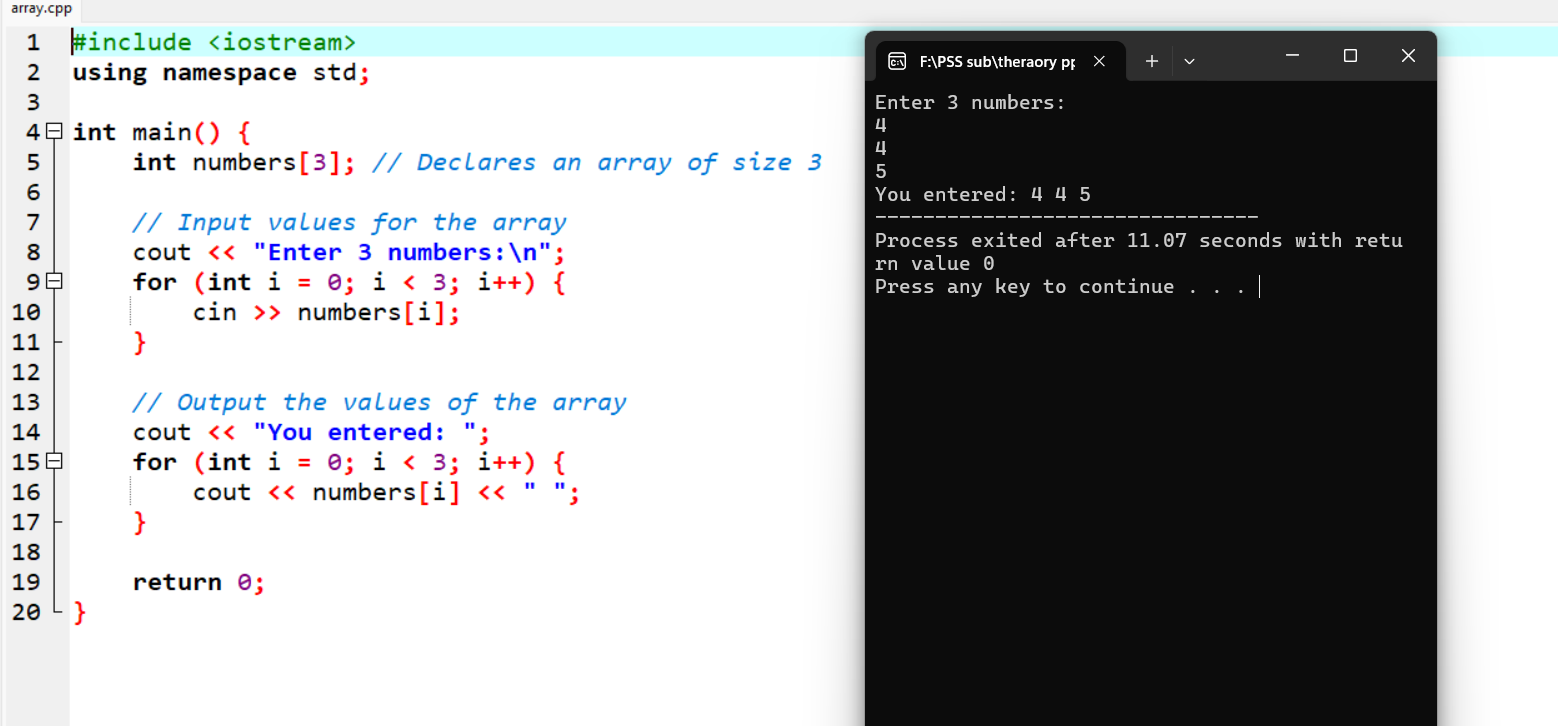 array.cpp
1 #include <iostream>
2 using namespace std;
3
4 int main() {
5 int numbers[3]; // Declares an array of size 3
6
7 // Input values for the array
8 cout << "Enter 3 numbers:\n";
9 for (int i = 0; i < 3; i++) {
10 cin >> numbers[i];
11 }
12
13 // Output the values of the array
14 cout << "You entered: ";
15 for (int i = 0; i < 3; i++) {
16 cout << numbers[i] << " ";
17 }
18
19 return 0;
20 }
F:\PSS sub\theraory pp
Enter 3 numbers:
4
4
5
You entered: 4 4 5
--------------------------------
Process exited after 11.07 seconds with retu
rn value 0
Press any key to continue . . .